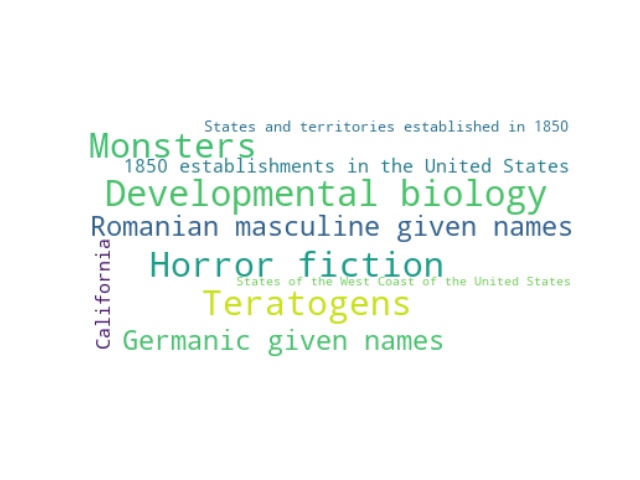 States and territories established in 1850
Monsters
1850 establishments in the United States
Developmental biology
Romanian masculine given names
California
Horror fiction
States of the West Coast of the United States
Teratogens
Germanic given names